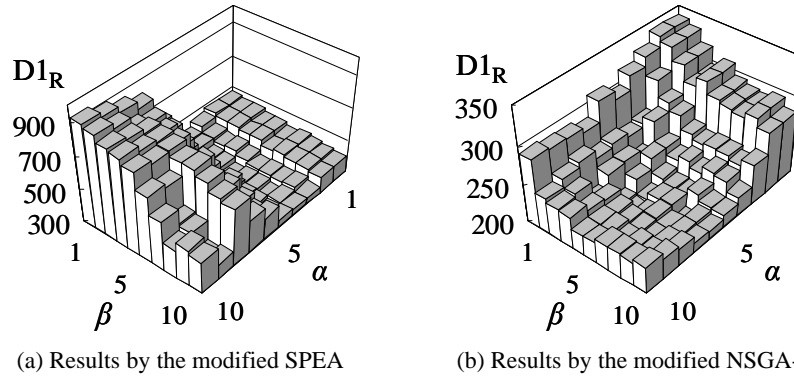 D1R
900
700
500
300
1
5
β
10
10
5
α
1
(a) Results by the modified SPEA
D1R
350
300
250
200
1
5
β
10
10
5
α
1
(b) Results by the modified NSGA-